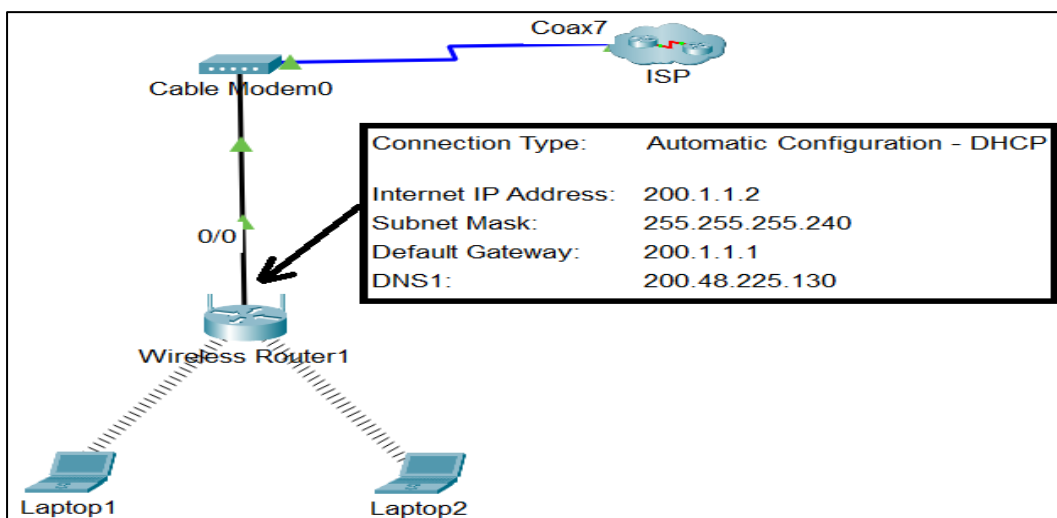 Coax7
ISP
Cable Modem0
Connection Type: Automatic Configuration - DHCP
Internet IP Address: 200.1.1.2
Subnet Mask: 255.255.255.240
Default Gateway: 200.1.1.1
DNS1: 200.48.225.130
0/0
Wireless Router1
Laptop1
Laptop2